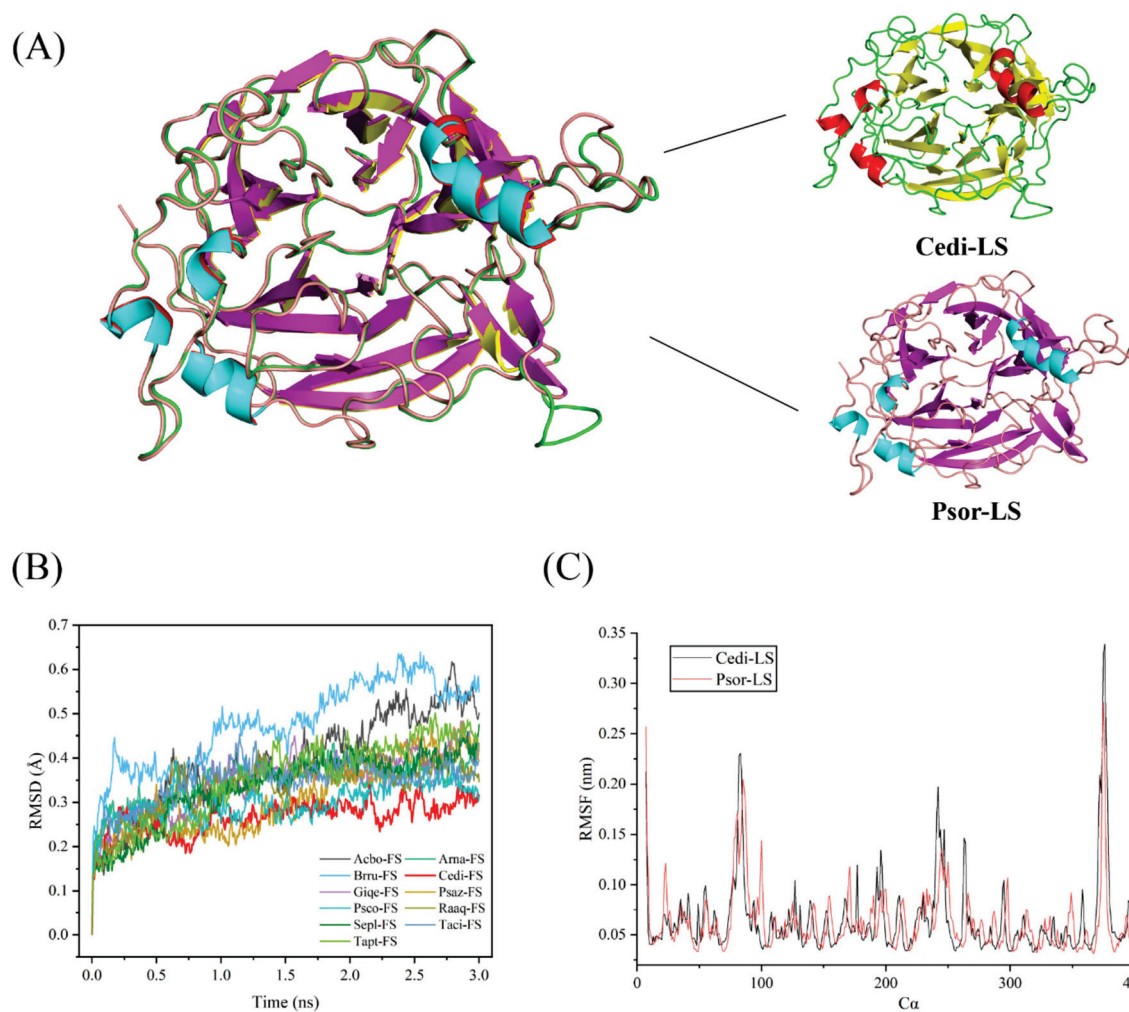 (A)
Cedi-LS
Psor-LS
(B)
0.7
0.6
0.5
0.4
0.3
0.2
0.1
0.0
RMSD (Å)
Acbo-FS
Arna-FS
Brru-FS
Cedi-FS
Giqe-FS
Psaz-FS
Psco-FS
Raaq-FS
Sepl-FS
Taci-FS
Tapt-FS
0.0 0.5 1.0 1.5 2.0 2.5 3.0
Time (ns)
(C)
0.35
0.30
0.25
0.20
0.15
0.10
0.05
RMSF (nm)
Cedi-LS
Psor-LS
100 200 300
Cα